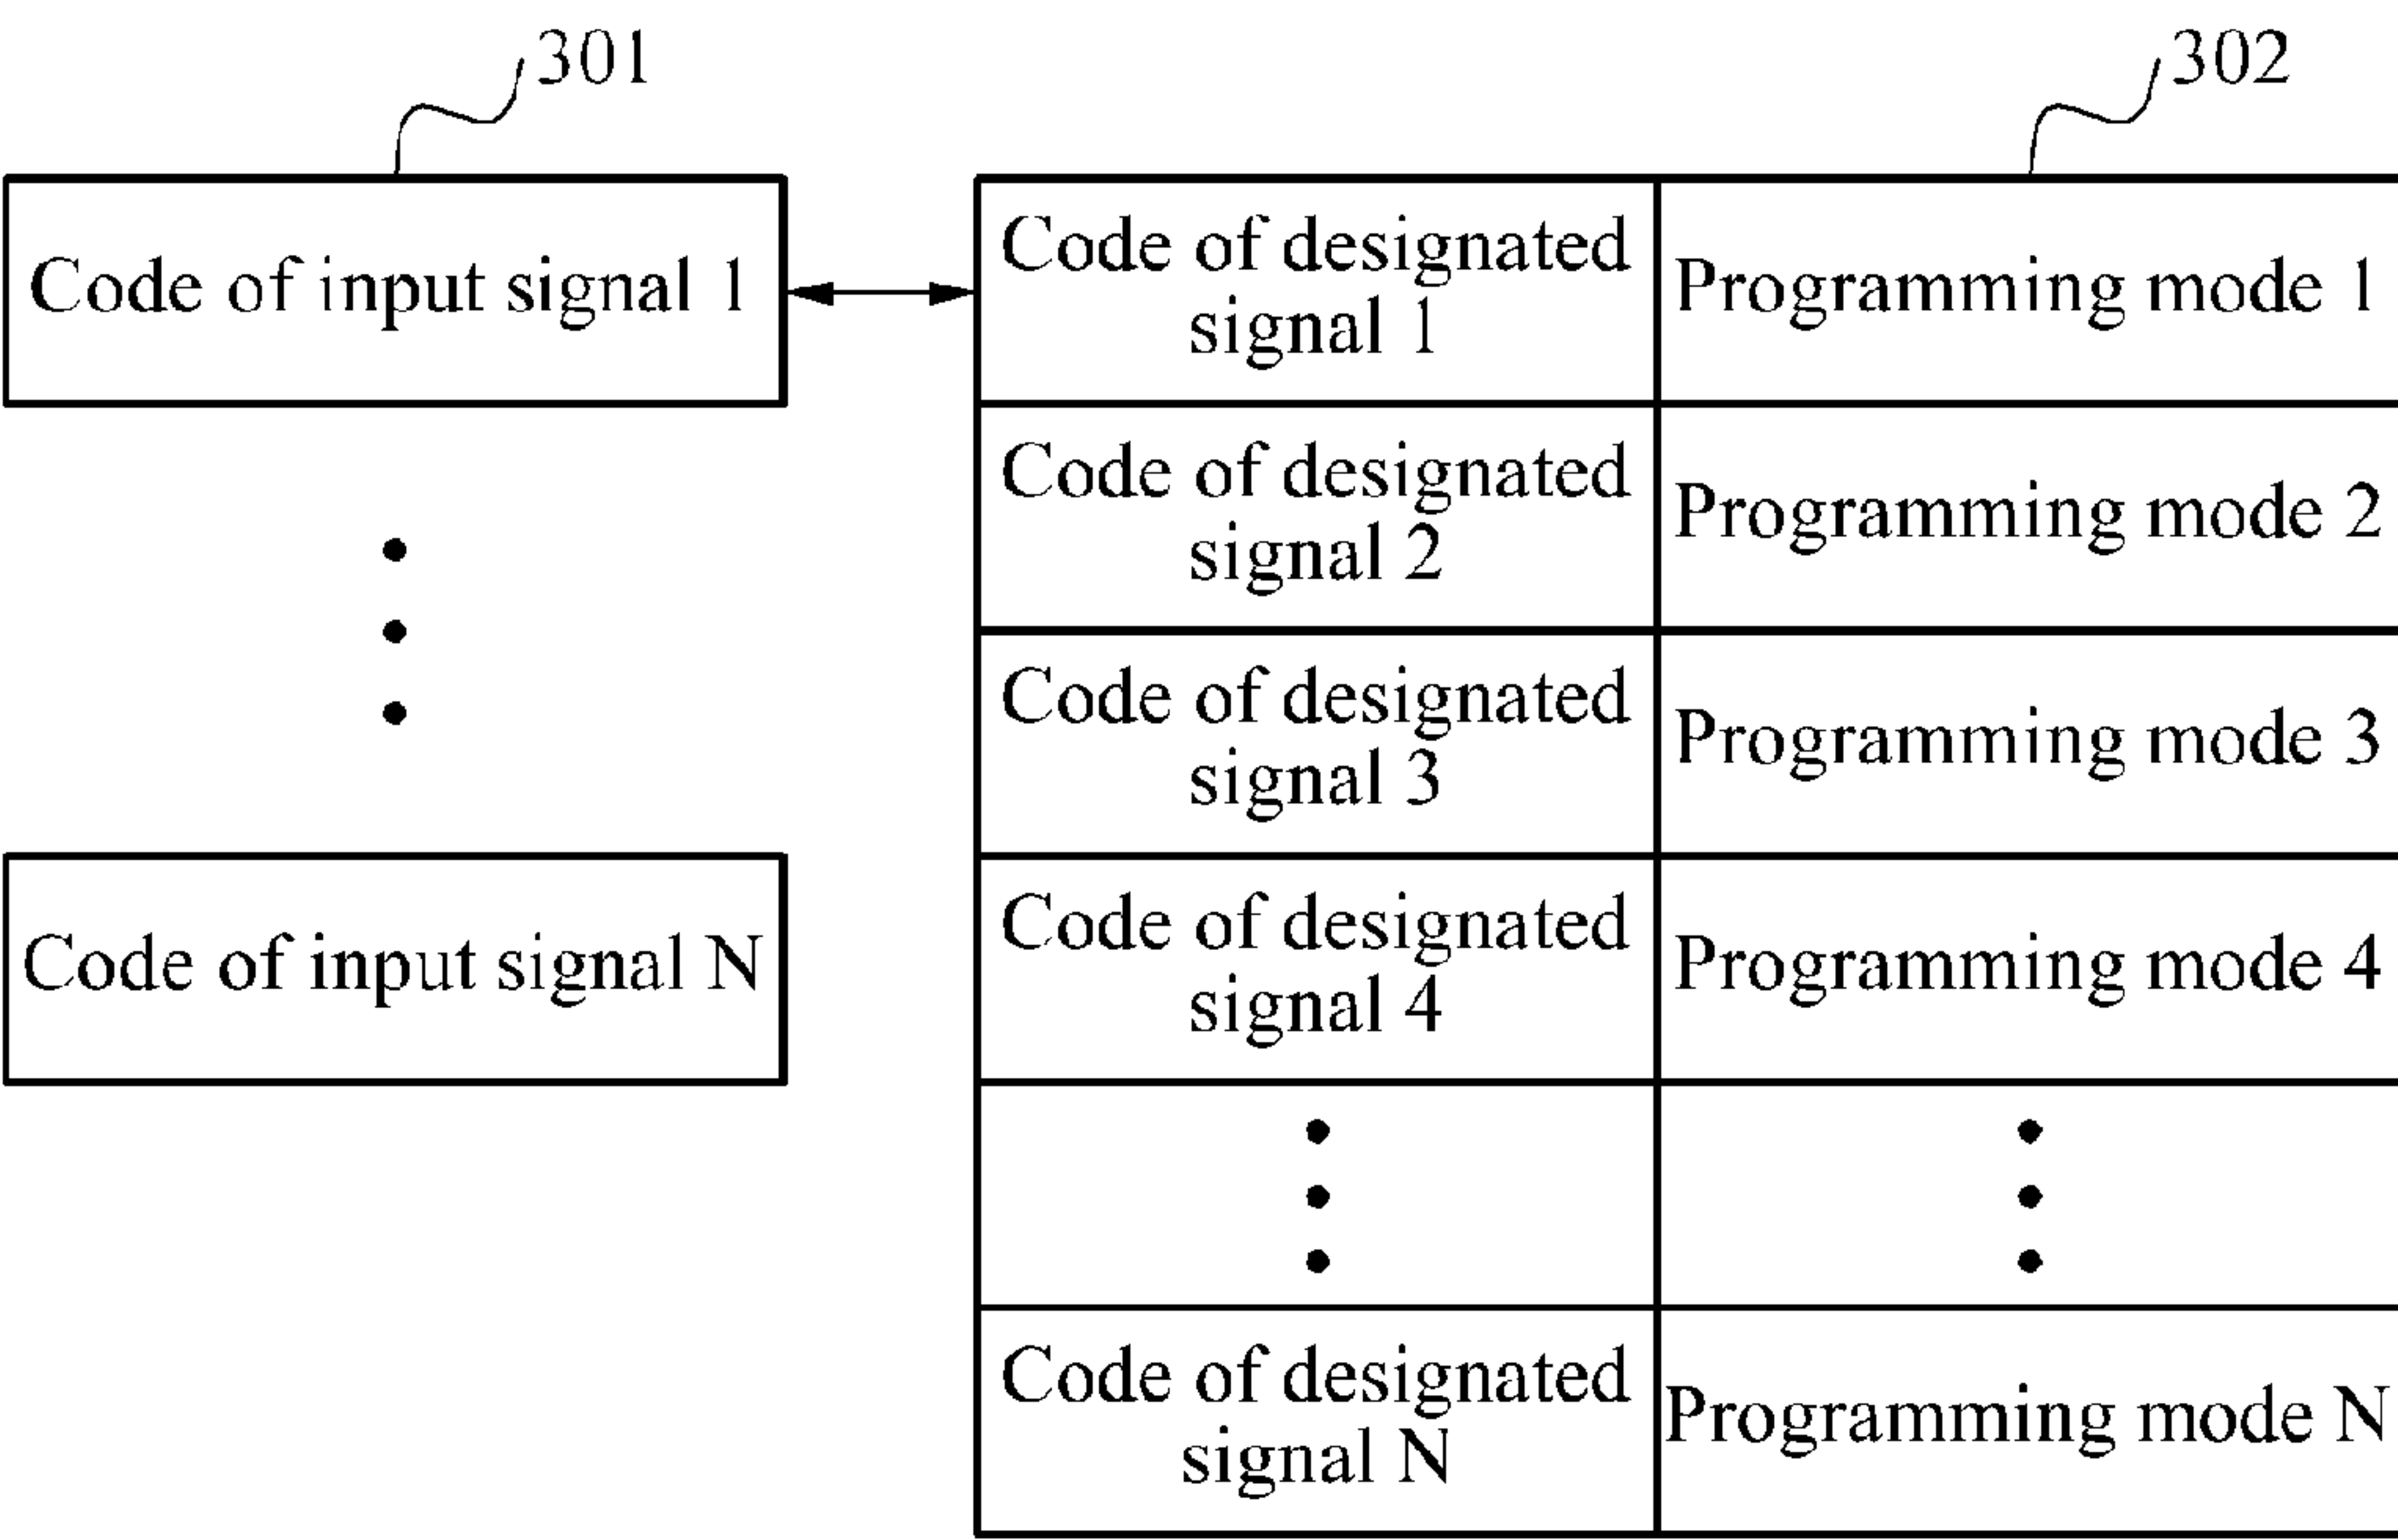 301
302
Code of input signal 1
Code of designated
signal 1
Programming mode 1
Code of designated
signal 2
Programming mode 2
Code of designated
signal 3
Programming mode 3
Code of input signal N
Code of designated
signal 4
Programming mode 4
Code of designated
signal N
Programming mode N